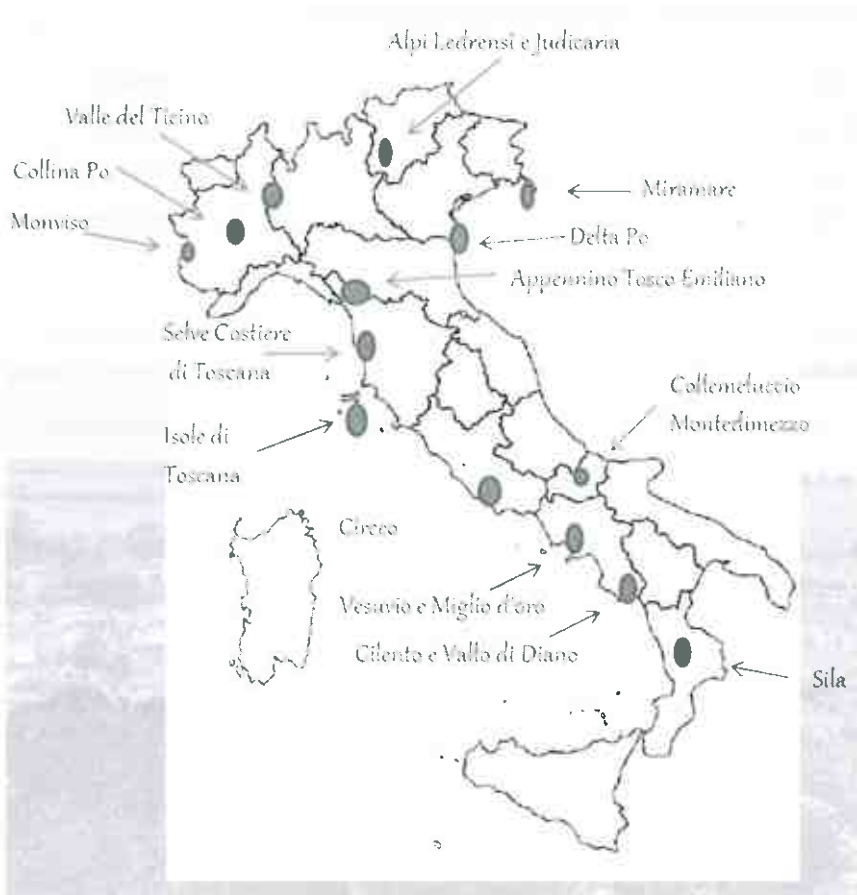 Alpi Ledrensi e Judicaria
Valle del Ticino
Collina Po
Monviso
Miramare
Delta Po
Appennino Tosco Emiliano
Selve Costiere
di Toscana
Collemeluccio
Montedimezzo
Isole di
Toscana
Circeo
Vesuvio e Miglio d'oro
Cilento e Vallo di Diano
Sila